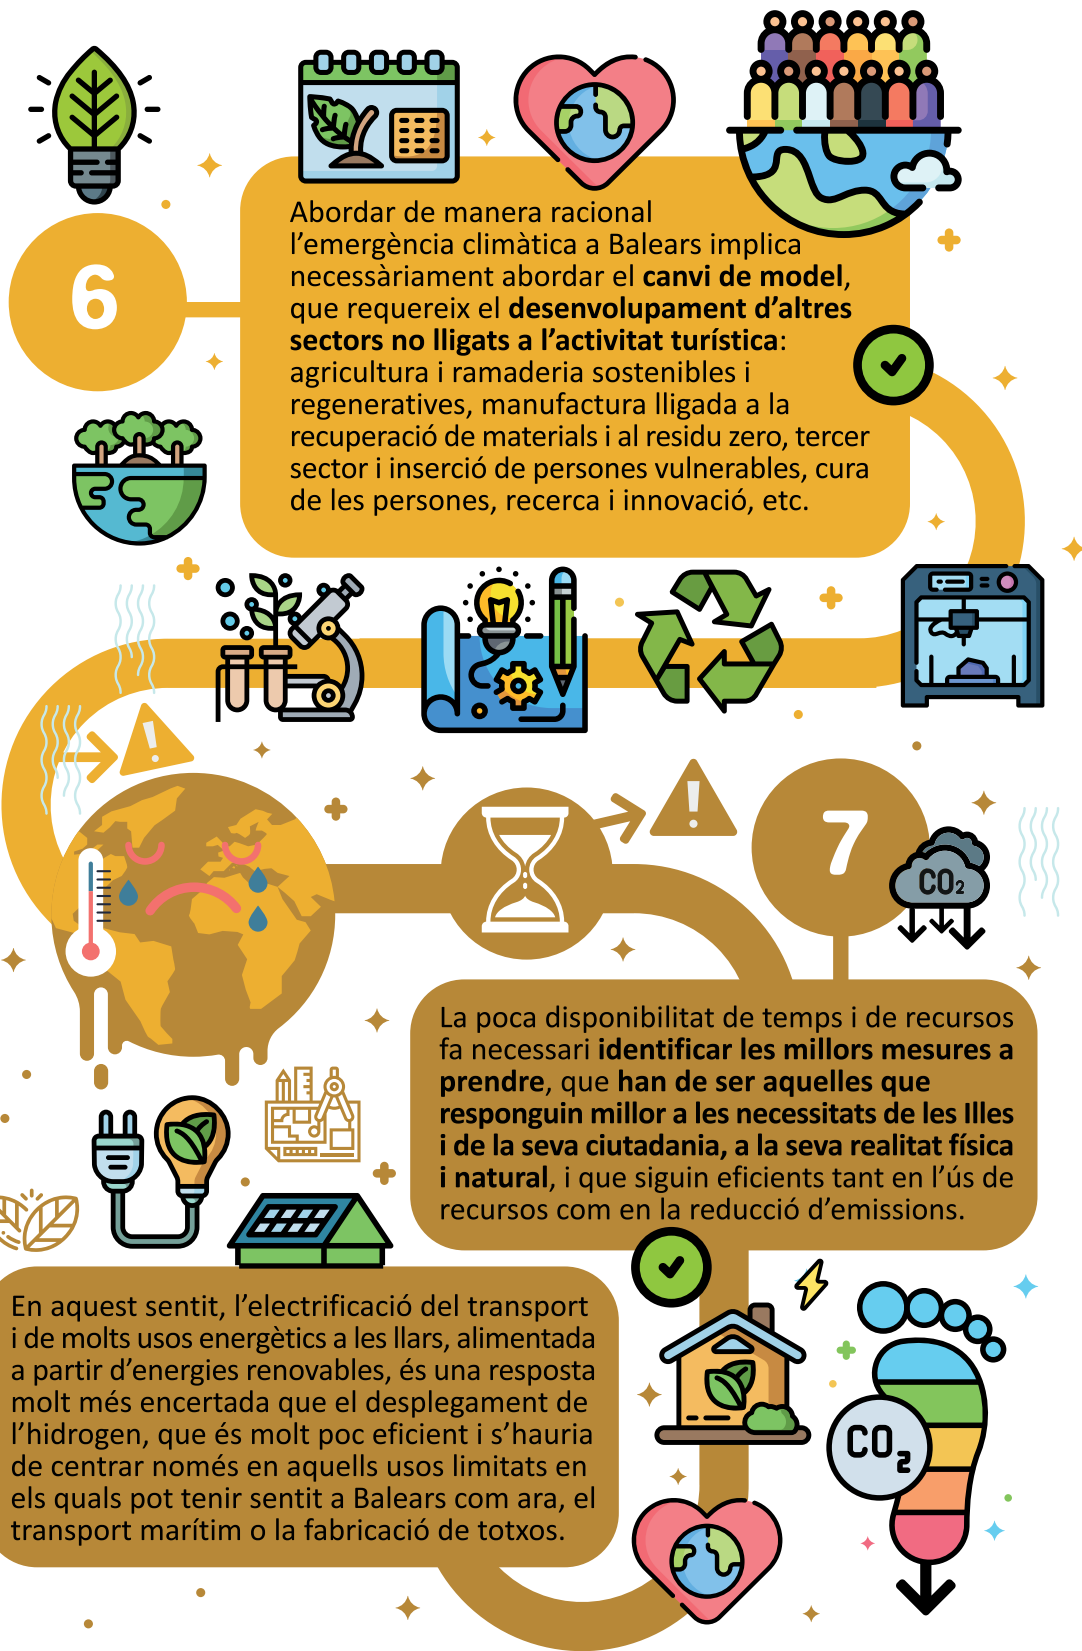 6
Abordar de manera racional
l'emergència climàtica a Balears implica
necessàriament abordar el canvi de model,
que requereix el desenvolupament d'altres
sectors no lligats a l'activitat turística:
agricultura i ramaderia sostenibles i
regeneratives, manufactura lligada a la
recuperació de materials i al residu zero, tercer
sector i inserció de persones vulnerables, cura
de les persones, recerca i innovació, etc.
!
!
7
CO2
La poca disponibilitat de temps i de recursos
fa necessari identificar les millors mesures a
prendre, que han de ser aquelles que
responguin millor a les necessitats de les Illes
i de la seva ciutadania, a la seva realitat física
i natural, i que siguin eficients tant en l'ús de
recursos com en la reducció d'emissions.
En aquest sentit, l'electrificació del transport
i de molts usos energètics a les llars, alimentada
a partir d'energies renovables, és una resposta
molt més encertada que el desplegament de
l'hidrogen, que és molt poc eficient i s'hauria
de centrar només en aquells usos limitats en
els quals pot tenir sentit a Balears com ara, el
transport marítim o la fabricació de totxos.
CO2